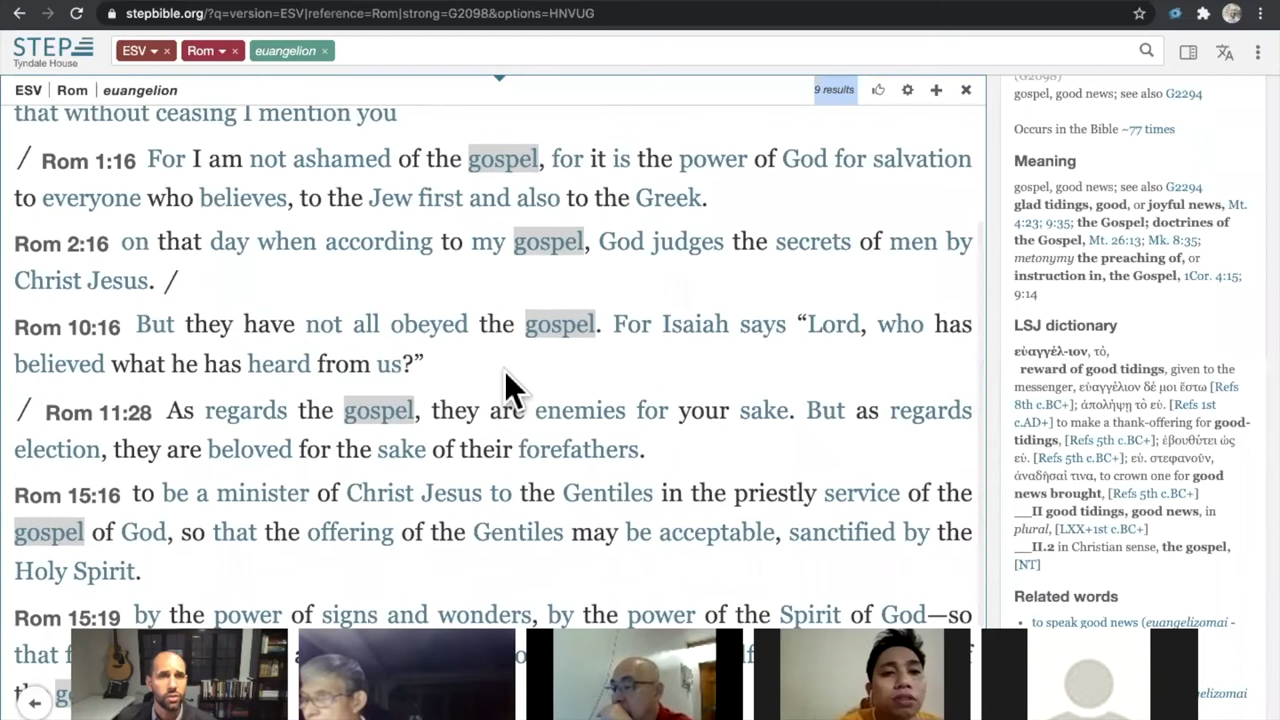 stepbible.org/?q=version=ESV|reference=Rom|strong=G2098&options=HNVUG
STEP
Tyndale House
ESV × Rom × euangelion ×
ESV | Rom | euangelion 9 results
that without ceasing I mention you
/ Rom 1:16 For I am not ashamed of the gospel, for it is the power of God for salvation
to everyone who believes, to the Jew first and also to the Greek.
Rom 2:16 on that day when according to my gospel, God judges the secrets of men by
Christ Jesus. /
Rom 10:16 But they have not all obeyed the gospel. For Isaiah says “Lord, who has
believed what he has heard from us?”
/ Rom 11:28 As regards the gospel, they are enemies for your sake. But as regards
election, they are beloved for the sake of their forefathers.
Rom 15:16 to be a minister of Christ Jesus to the Gentiles in the priestly service of the
gospel of God, so that the offering of the Gentiles may be acceptable, sanctified by the
Holy Spirit.
Rom 15:19 by the power of signs and wonders, by the power of the Spirit of God—so
that
(G2098)
gospel, good news; see also G2294
Occurs in the Bible ~77 times
Meaning
gospel, good news; see also G2294
glad tidings, good, or joyful news, Mt.
4:23; 9:35; the Gospel; doctrines of
the Gospel, Mt. 26:13; Mk. 8:35;
metonymy the preaching of, or
instruction in, the Gospel, 1Cor. 4:15;
9:14
LSJ dictionary
εὐαγγέλ-ιον, τό,
reward of good tidings, given to the
messenger, εὐαγγέλιον δέ μοι ἔστω [Refs
8th c.BC+]; ἀπολήψῃ τὸ εὐ. [Refs 1st
c.AD+] to make a thank-offering for good-
tidings, [Refs 5th c.BC+]; ἐβουθύτει ὡς
εὐ. [Refs 5th c.BC+]; εὐ. στεφανοῦν,
ἀναδῆσαί τινα, to crown one for good
news brought, [Refs 5th c.BC+]
__II good tidings, good news, in
plural, [LXX+1st c.BC+]
__II.2 in Christian sense, the gospel,
[NT]
Related words
• to speak good news (euangelizomai -